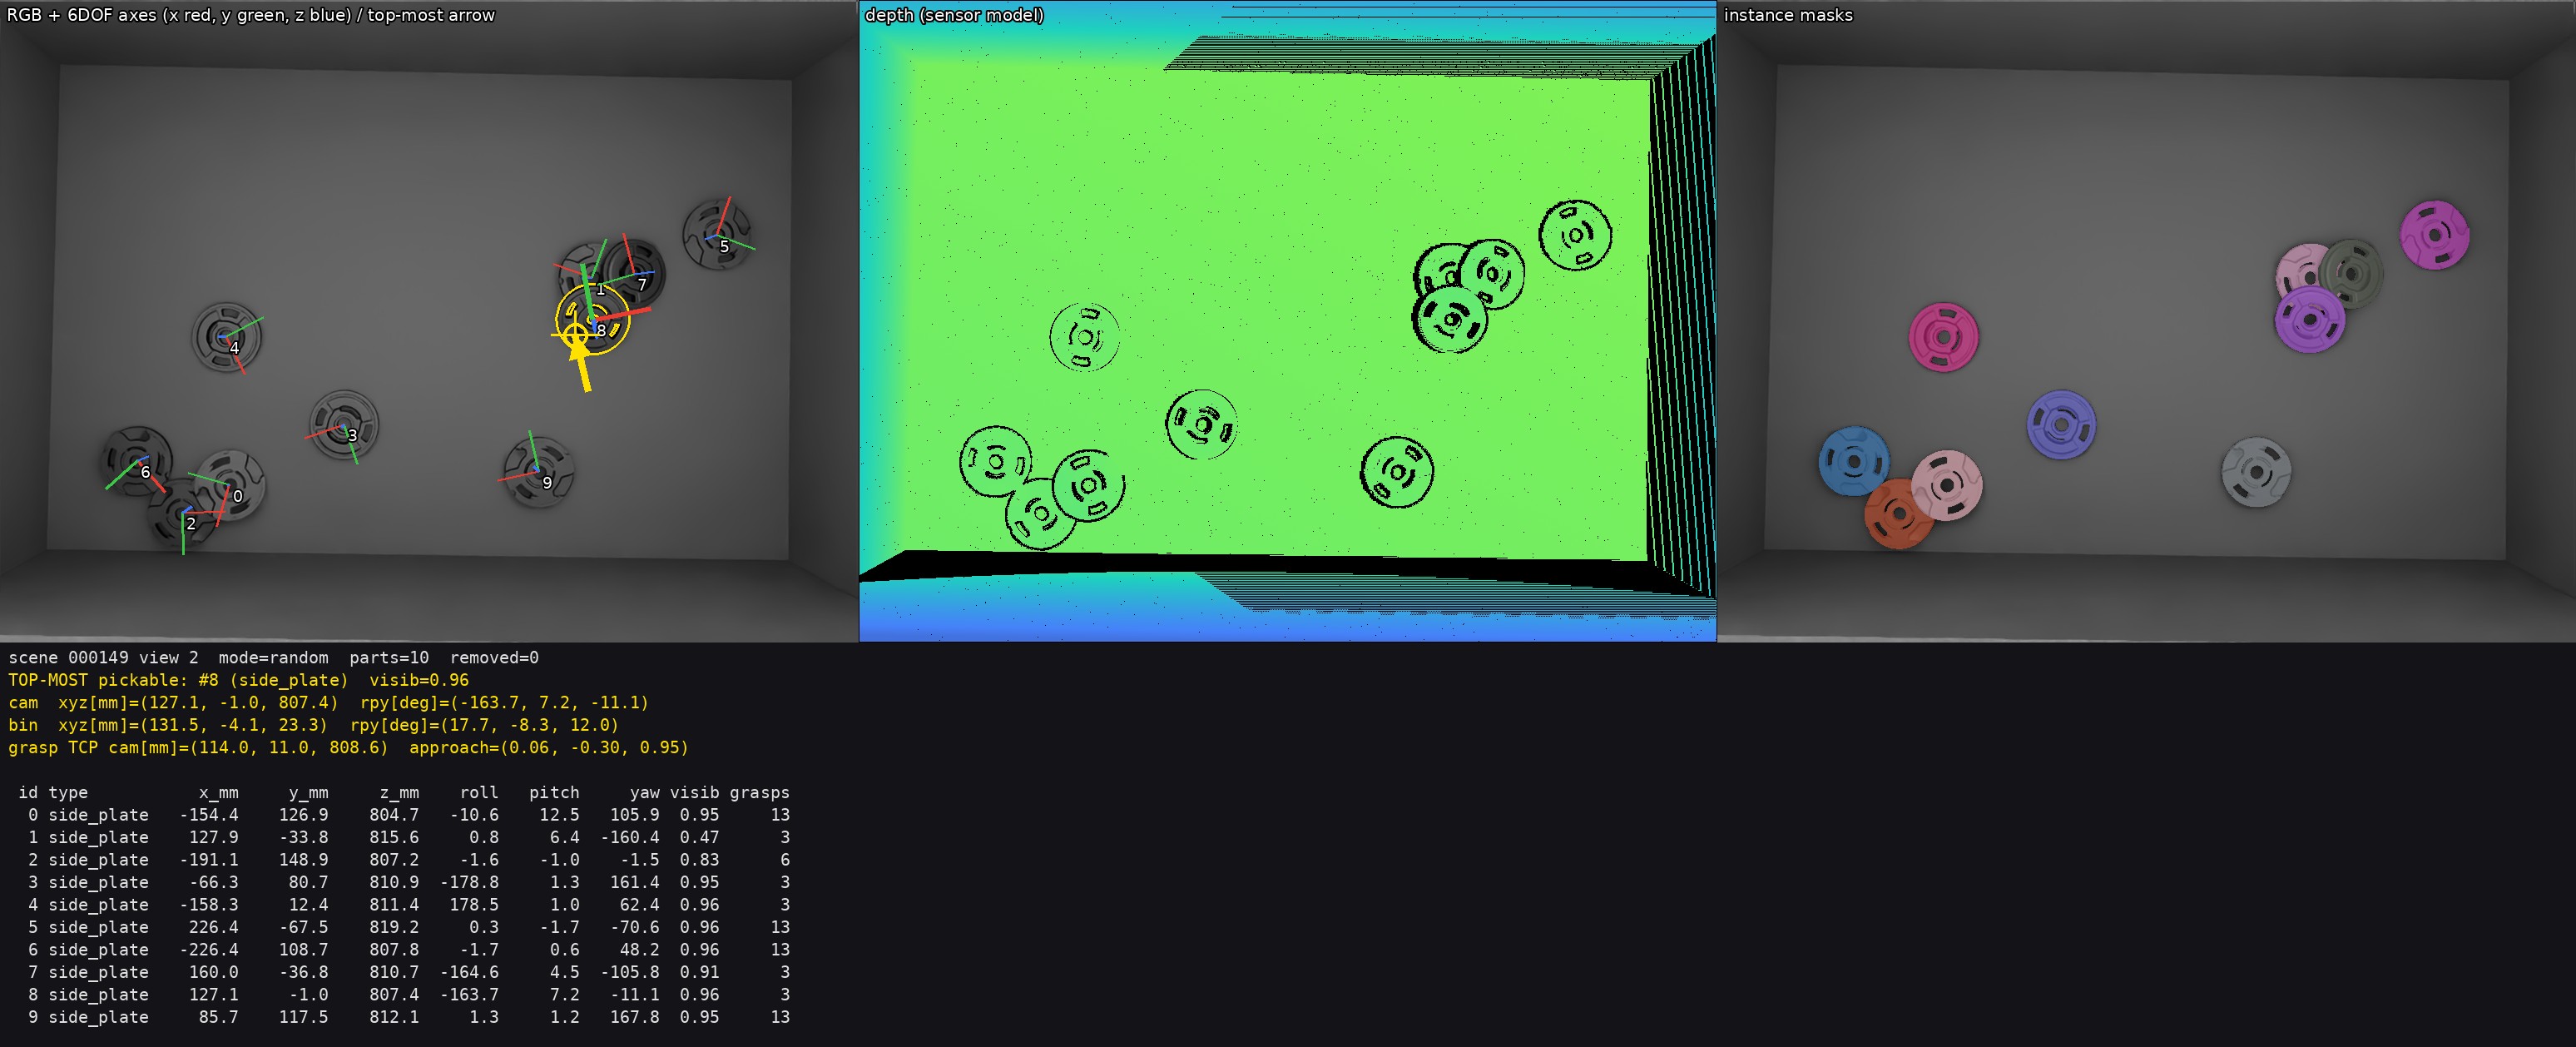 RGB + 6DOF axes (x red, y green, z blue) / top-most arrow
depth (sensor model)
instance masks
5
1
7
8
4
3
6
0
2
9
scene 000149 view 2  mode=random  parts=10  removed=0
TOP-MOST pickable: #8 (side_plate)  visib=0.96
cam  xyz[mm]=(127.1, -1.0, 807.4)  rpy[deg]=(-163.7, 7.2, -11.1)
bin  xyz[mm]=(131.5, -4.1, 23.3)  rpy[deg]=(17.7, -8.3, 12.0)
grasp TCP cam[mm]=(114.0, 11.0, 808.6)  approach=(0.06, -0.30, 0.95)
id type x_mm y_mm z_mm roll pitch yaw visib grasps
0 side_plate -154.4 126.9 804.7 -10.6 12.5 105.9 0.95 13
1 side_plate 127.9 -33.8 815.6 0.8 6.4 -160.4 0.47 3
2 side_plate -191.1 148.9 807.2 -1.6 -1.0 -1.5 0.83 6
3 side_plate -66.3 80.7 810.9 -178.8 1.3 161.4 0.95 3
4 side_plate -158.3 12.4 811.4 178.5 1.0 62.4 0.96 3
5 side_plate 226.4 -67.5 819.2 0.3 -1.7 -70.6 0.96 13
6 side_plate -226.4 108.7 807.8 -1.7 0.6 48.2 0.96 13
7 side_plate 160.0 -36.8 810.7 -164.6 4.5 -105.8 0.91 3
8 side_plate 127.1 -1.0 807.4 -163.7 7.2 -11.1 0.96 3
9 side_plate 85.7 117.5 812.1 1.3 1.2 167.8 0.95 13